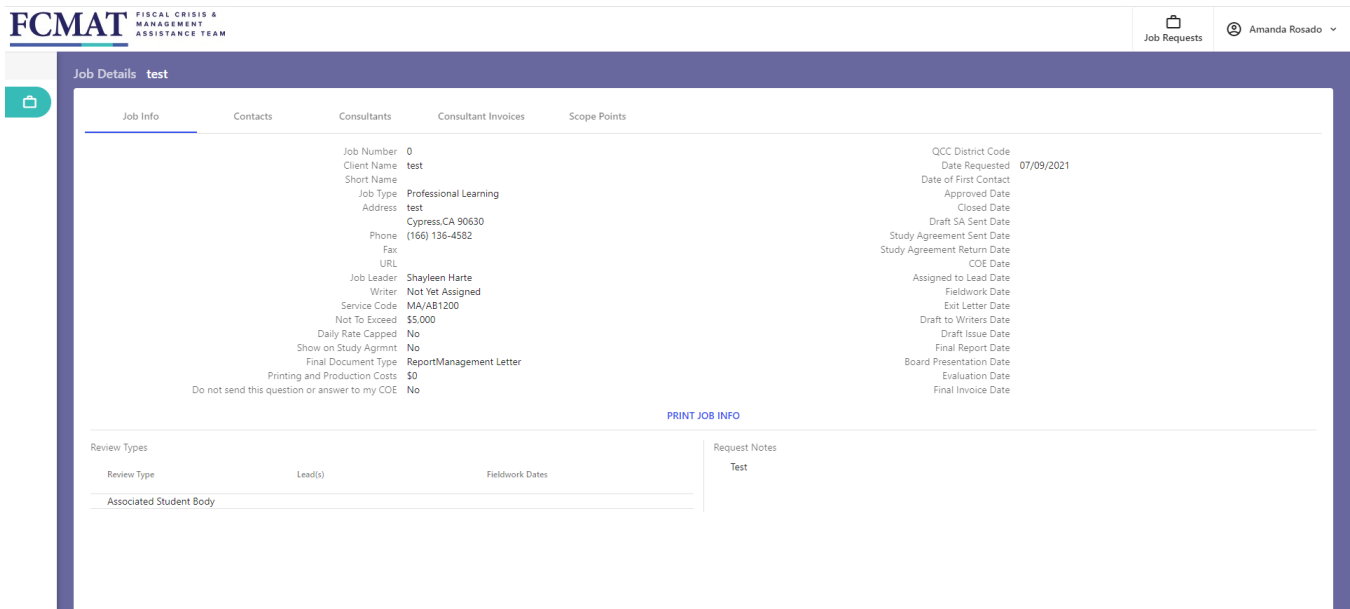 FCMAT FISCAL CRISIS &
MANAGEMENT
ASSISTANCE TEAM
Job Requests
Amanda Rosado
Job Details test
Job Info Contacts Consultants Consultant Invoices Scope Points
Job Number 0
Client Name test
Short Name
Job Type Professional Learning
Address test
Cypress,CA 90630
Phone (166) 136-4582
Fax
URL
Job Leader Shayleen Harte
Writer Not Yet Assigned
Service Code MA/AB1200
Not To Exceed $5,000
Daily Rate Capped No
Show on Study Agrmnt No
Final Document Type ReportManagement Letter
Printing and Production Costs $0
Do not send this question or answer to my COE No
QCC District Code
Date Requested 07/09/2021
Date of First Contact
Approved Date
Closed Date
Draft SA Sent Date
Study Agreement Sent Date
Study Agreement Return Date
COE Date
Assigned to Lead Date
Fieldwork Date
Exit Letter Date
Draft to Writers Date
Draft Issue Date
Final Report Date
Board Presentation Date
Evaluation Date
Final Invoice Date
PRINT JOB INFO
Review Types
Review Type Lead(s) Fieldwork Dates
Associated Student Body
Request Notes
Test